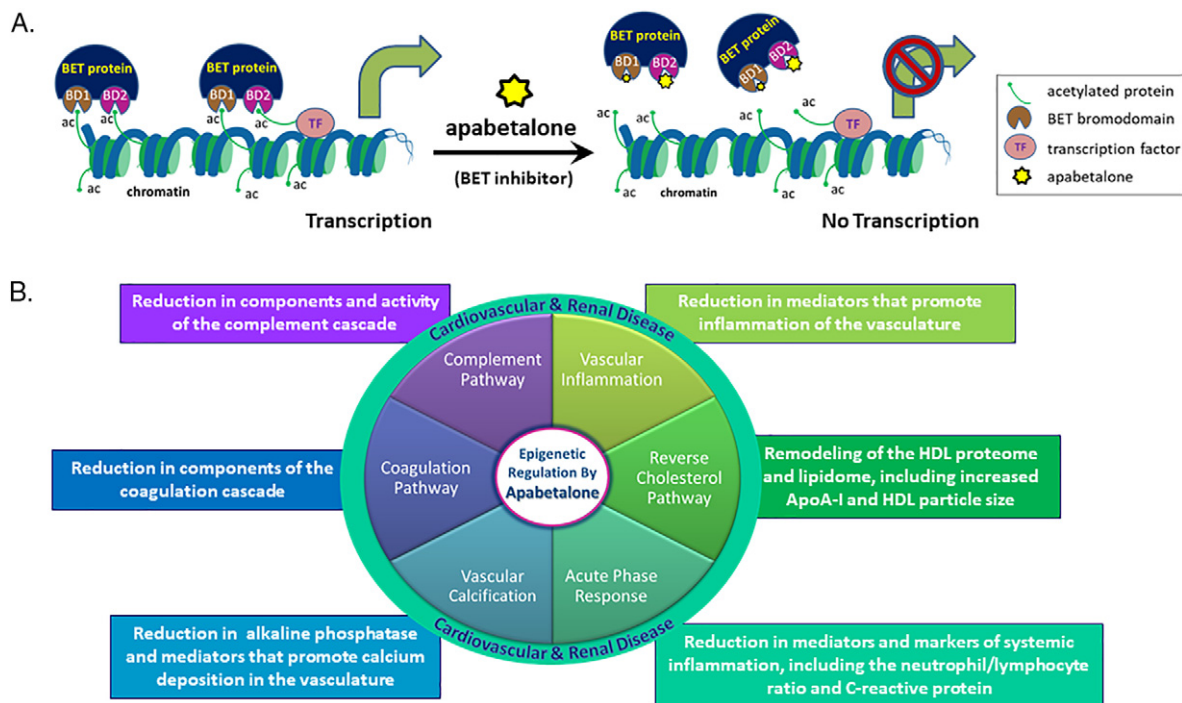 A.
BET protein
BD1 BD2
ac
BET protein
BD1 BD2
ac
ac
TF
ac
ac
chromatin
Transcription
apabetalone
(BET inhibitor)
BET protein
BD1 BD2
BET protein
BD1 BD2
ac
ac
ac
ac
TF
ac
ac
chromatin
No Transcription
acetylated protein
BET bromodomain
TF transcription factor
apabetalone
B.
Reduction in components and activity
of the complement cascade
Reduction in mediators that promote
inflammation of the vasculature
Reduction in components of the
coagulation cascade
Remodeling of the HDL proteome
and lipidome, including increased
ApoA-I and HDL particle size
Reduction in alkaline phosphatase
and mediators that promote calcium
deposition in the vasculature
Reduction in mediators and markers of systemic
inflammation, including the neutrophil/lymphocyte
ratio and C-reactive protein
Cardiovascular & Renal Disease
Complement
Pathway
Vascular
Inflammation
Coagulation
Pathway
Epigenetic
Regulation By
Apabetalone
Reverse
Cholesterol
Pathway
Vascular
Calcification
Acute Phase
Response
Cardiovascular & Renal Disease